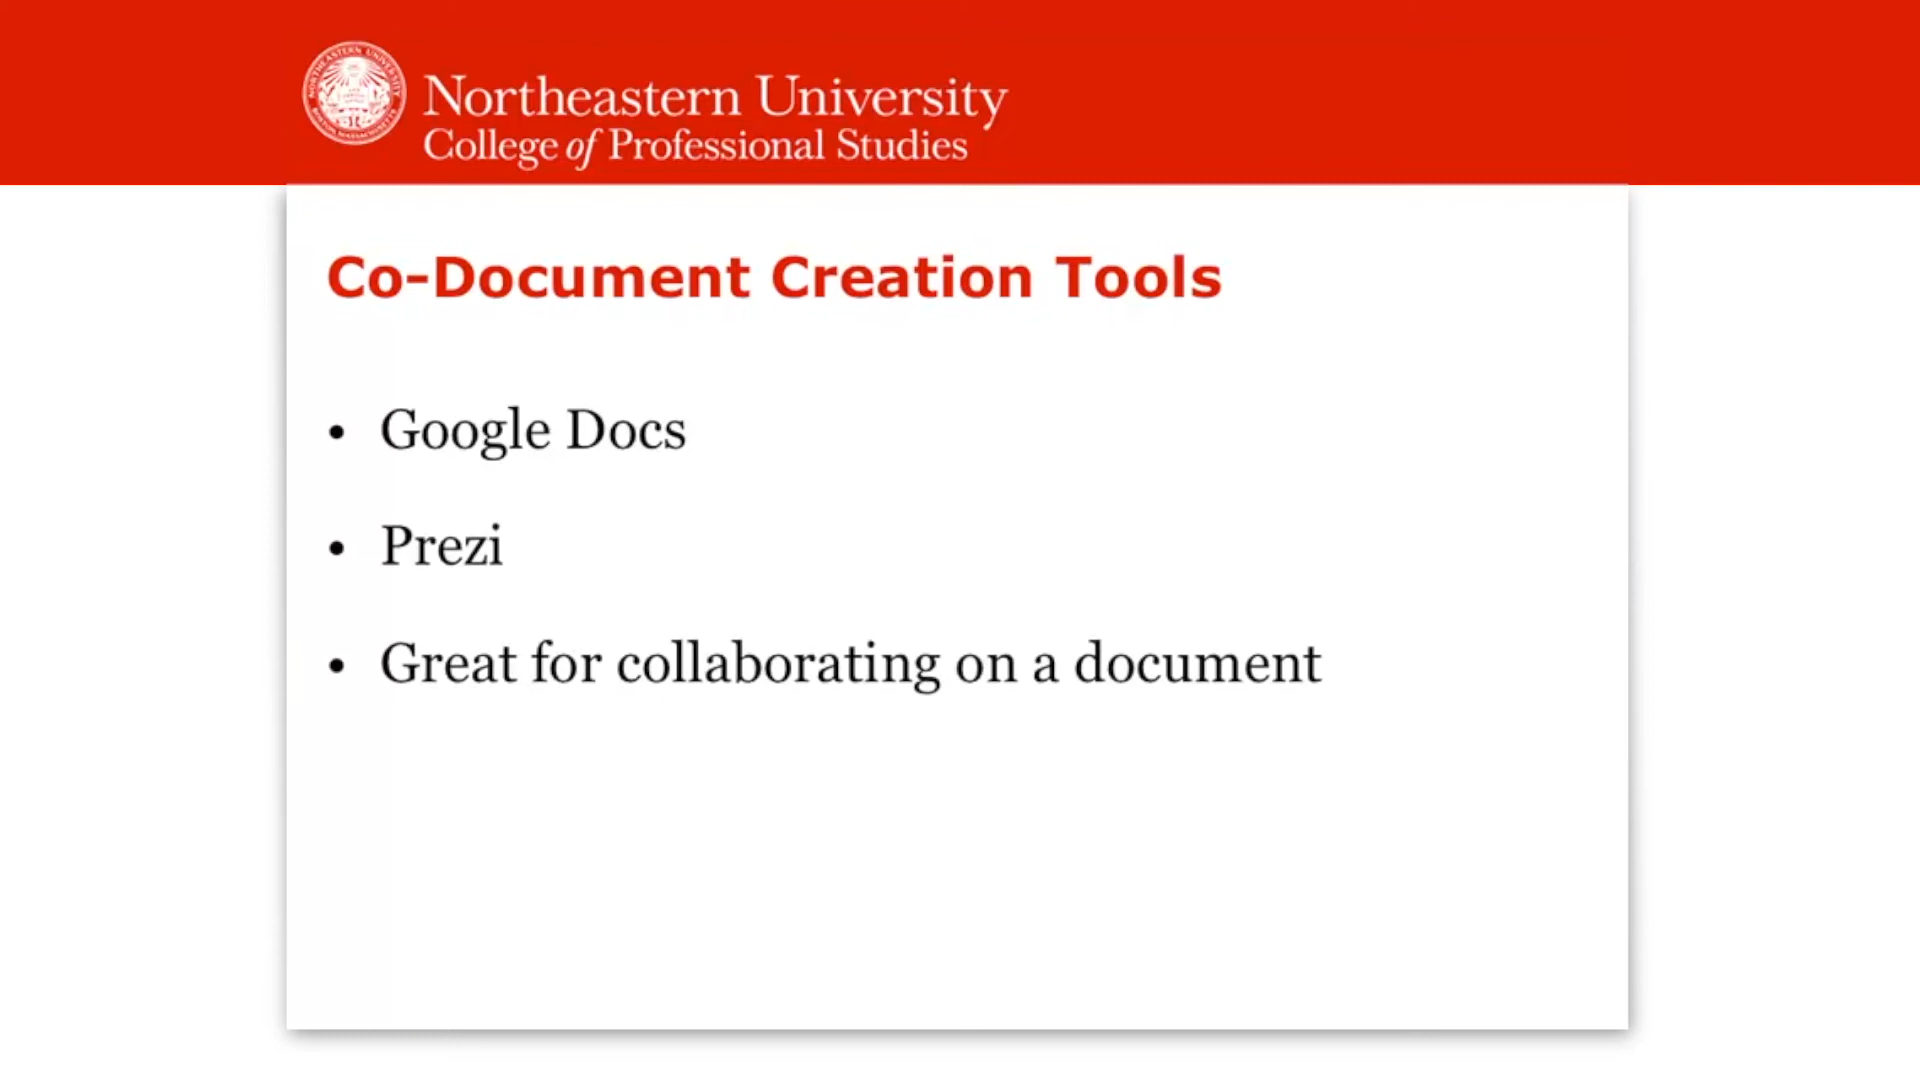 Northeastern University
College of Professional Studies
Co-Document Creation Tools
• Google Docs
• Prezi
• Great for collaborating on a document